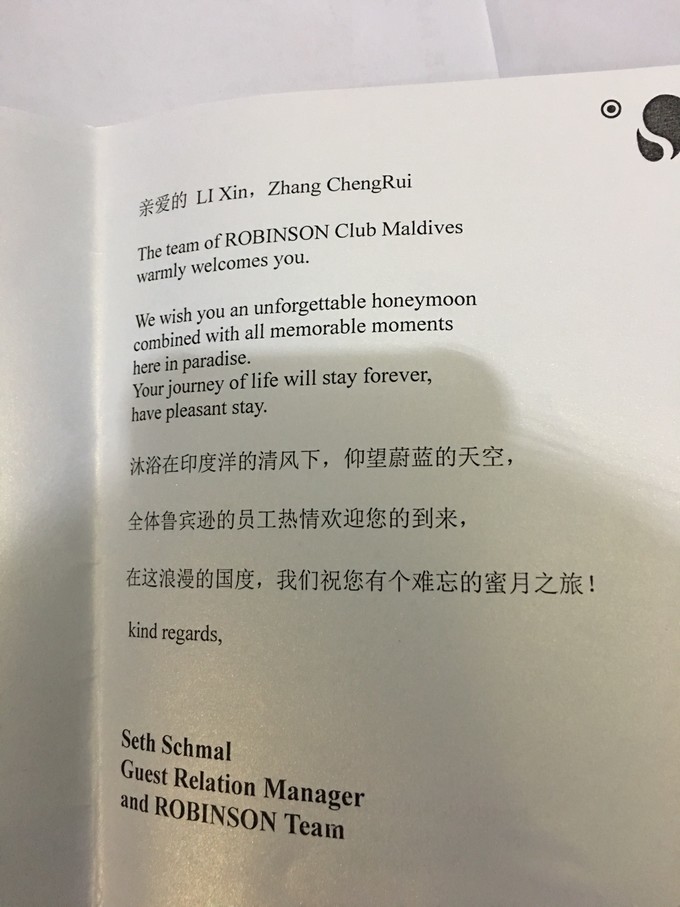 亲爱的 LI Xin，Zhang ChengRui
The team of ROBINSON Club Maldives
warmly welcomes you.
We wish you an unforgettable honeymoon
combined with all memorable moments
here in paradise.
Your journey of life will stay forever,
have pleasant stay.
沐浴在印度洋的清风下，仰望蔚蓝的天空，
全体鲁宾逊的员工热情欢迎您的到来，
在这浪漫的国度，我们祝您有个难忘的蜜月之旅！
kind regards,
Seth Schmal
Guest Relation Manager
and ROBINSON Team